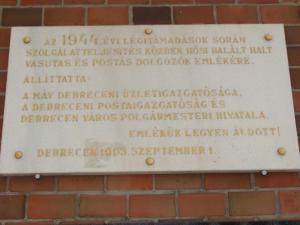 AZ 1944. ÉVI LÉGITÁMADÁSOK SORÁN
SZOLGÁLATTELJESÍTÉS KÖZBEN HŐSI HALÁLT HALT
VASUTAS ÉS POSTÁS DOLGOZÓK EMLÉKÉRE.
ÁLLÍTTATTA:
A MÁV DEBRECENI ÜZLETIGAZGATÓSÁGA,
A DEBRECENI POSTAIGAZGATÓSÁG ÉS
DEBRECEN VÁROS POLGÁRMESTERI HIVATALA.
EMLÉKÜK LEGYEN ÁLDOTT!
DEBRECEN, 1993. SZEPTEMBER 1.